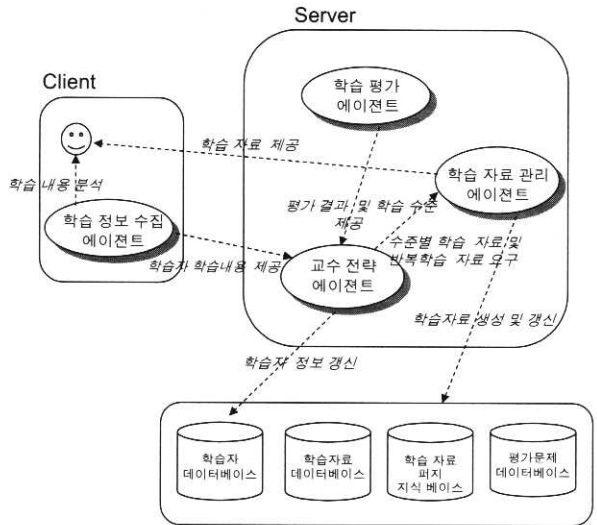 Server
Client
학습 평가
에이젼트
학습 자료 제공
학습 자료 관리
에이젼트
학습 내용 분석
학습 정보 수집
에이젼트
평가 결과 및 학습 수준
제공
수준별 학습 자료 및
반복학습 자료 요구
학습자 학습내용 제공
교수 전략
에이젼트
학습자료 생성 및 갱신
학습자 정보 갱신
학습자
데이터베이스
학습자료
데이터베이스
학습 자료
퍼지
지식 베이스
평가문제
데이터베이스